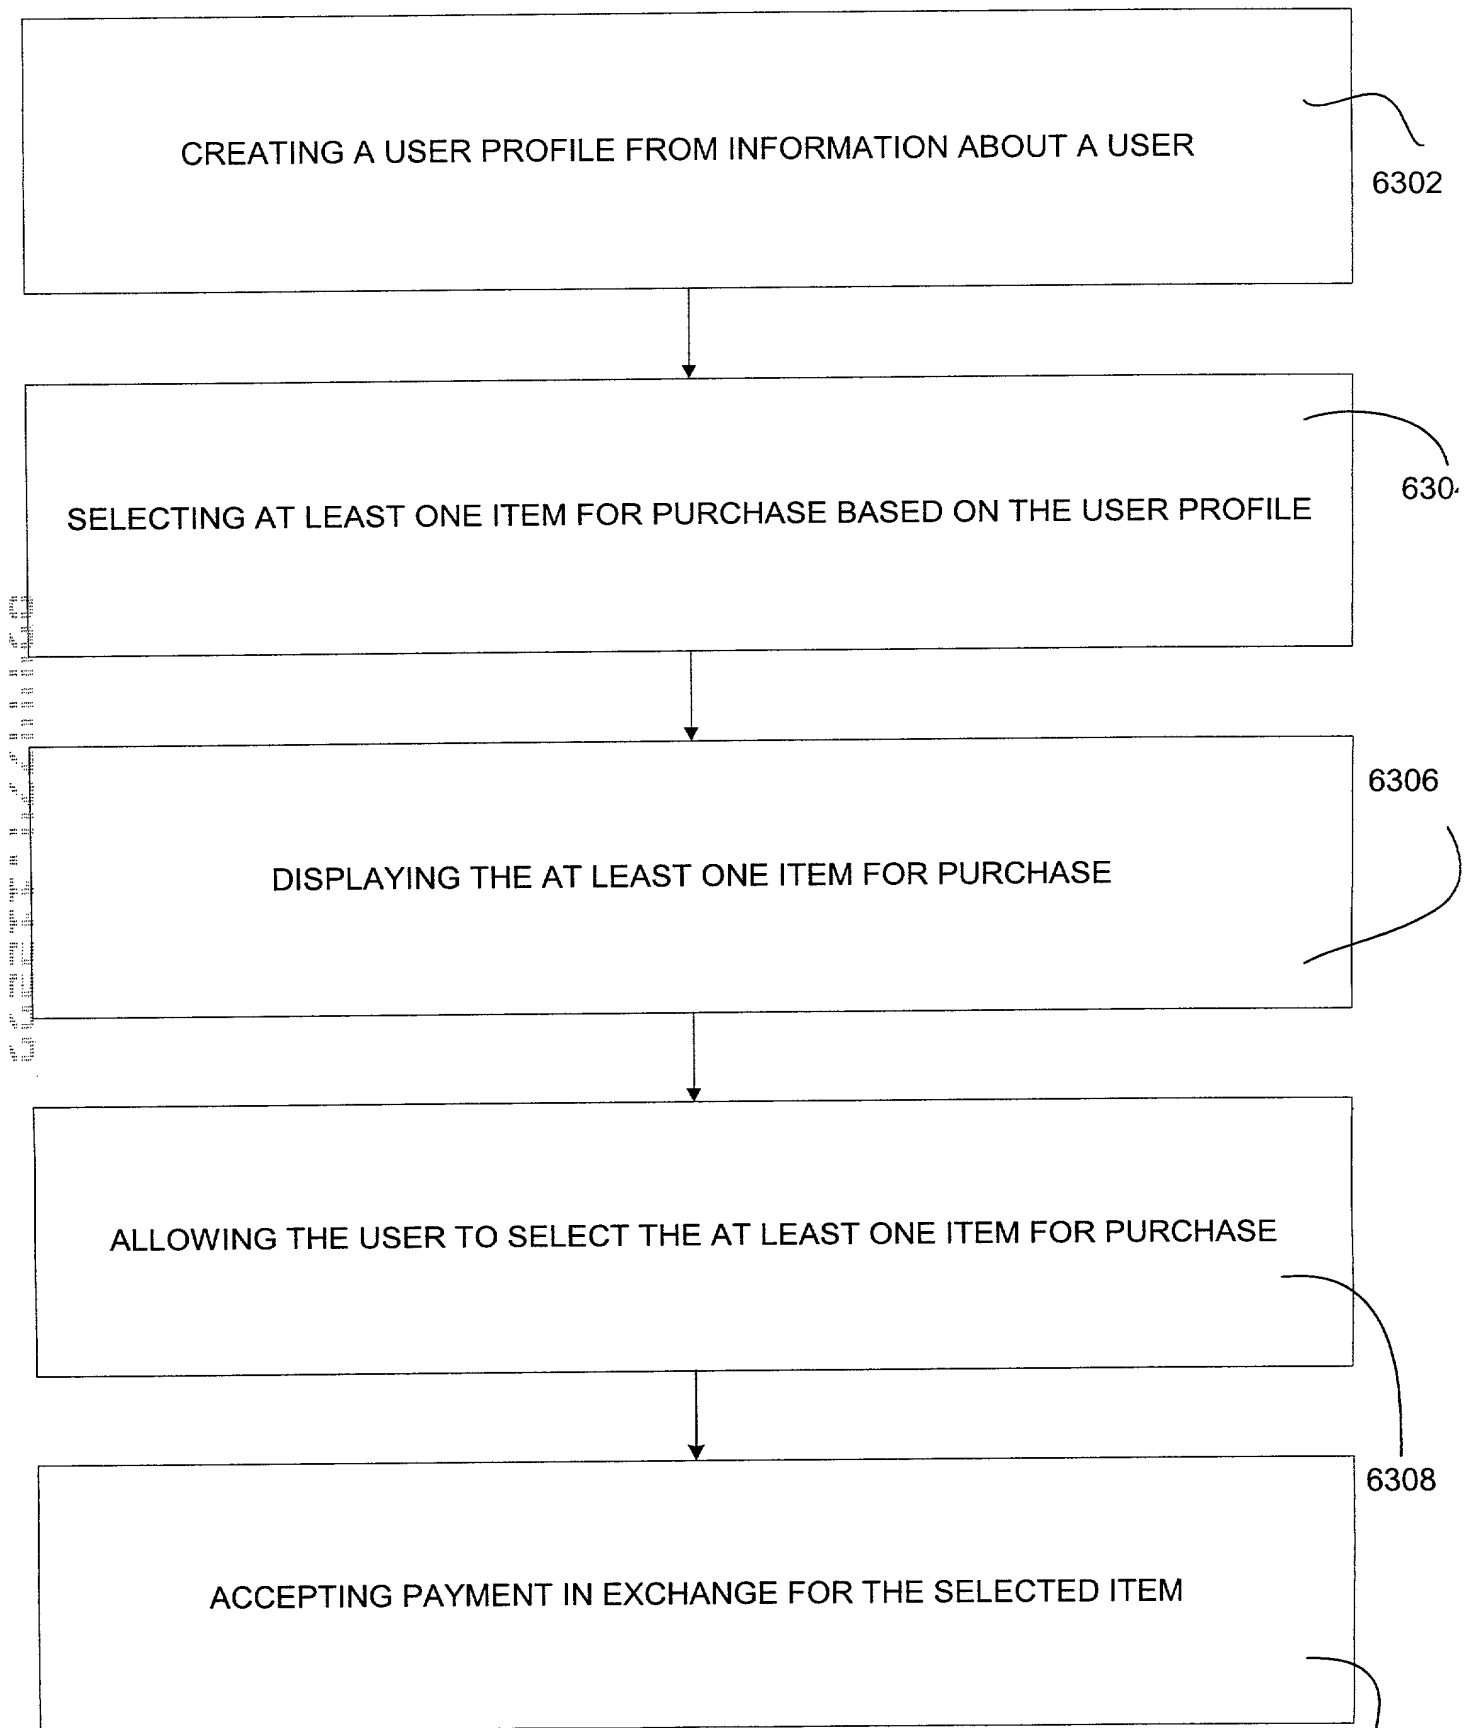 CREATING A USER PROFILE FROM INFORMATION ABOUT A USER
6302
SELECTING AT LEAST ONE ITEM FOR PURCHASE BASED ON THE USER PROFILE
630
6306
DISPLAYING THE AT LEAST ONE ITEM FOR PURCHASE
ALLOWING THE USER TO SELECT THE AT LEAST ONE ITEM FOR PURCHASE
6308
ACCEPTING PAYMENT IN EXCHANGE FOR THE SELECTED ITEM